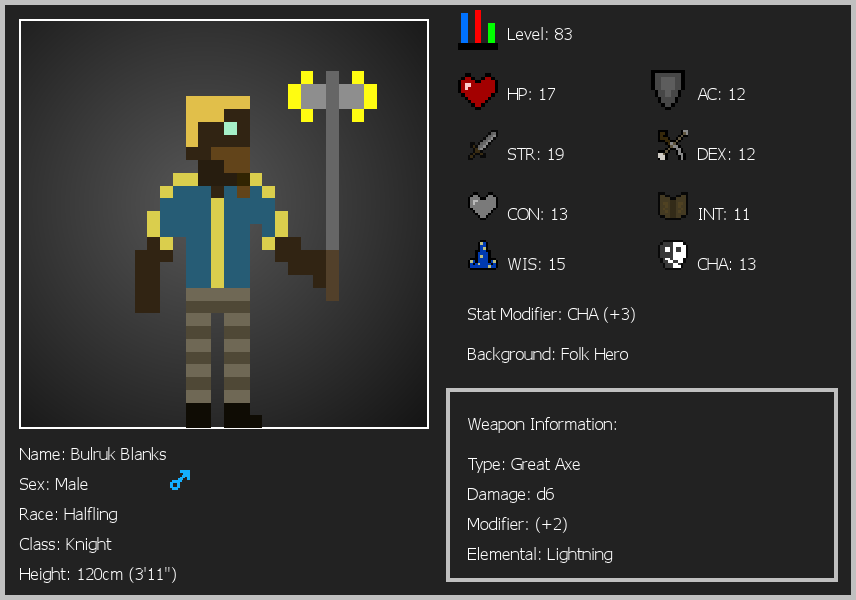 Level: 83
HP: 17
AC: 12
STR: 19
DEX: 12
CON: 13
INT: 11
WIS: 15
CHA: 13
Stat Modifier: CHA (+3)
Background: Folk Hero
Weapon Information:
Type: Great Axe
Damage: d6
Modifier: (+2)
Elemental: Lightning
Name: Bulruk Blanks
Sex: Male
Race: Halfling
Class: Knight
Height: 120cm (3'11")